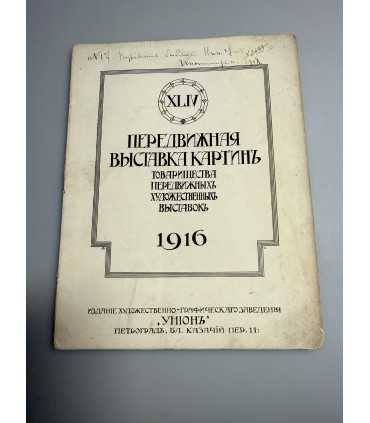 XLIV
ПЕРЕДВИЖНАЯ
ВЫСТАВКА КАРТИНЪ
ТОВАРИЩЕСТВА
ПЕРЕДВИЖНЫХЪ
ХУДОЖЕСТВЕННЫХЪ
ВЫСТАВОКЪ
1916
ИЗДАНІЕ ХУДОЖЕСТВЕННО-ГРАФИЧЕСКАГО ЗАВЕДЕНІЯ
„УНІОНЪ"
ПЕТРОГРАДЪ, БЛ. КАЗАЧІЙ ПЕР. 11.